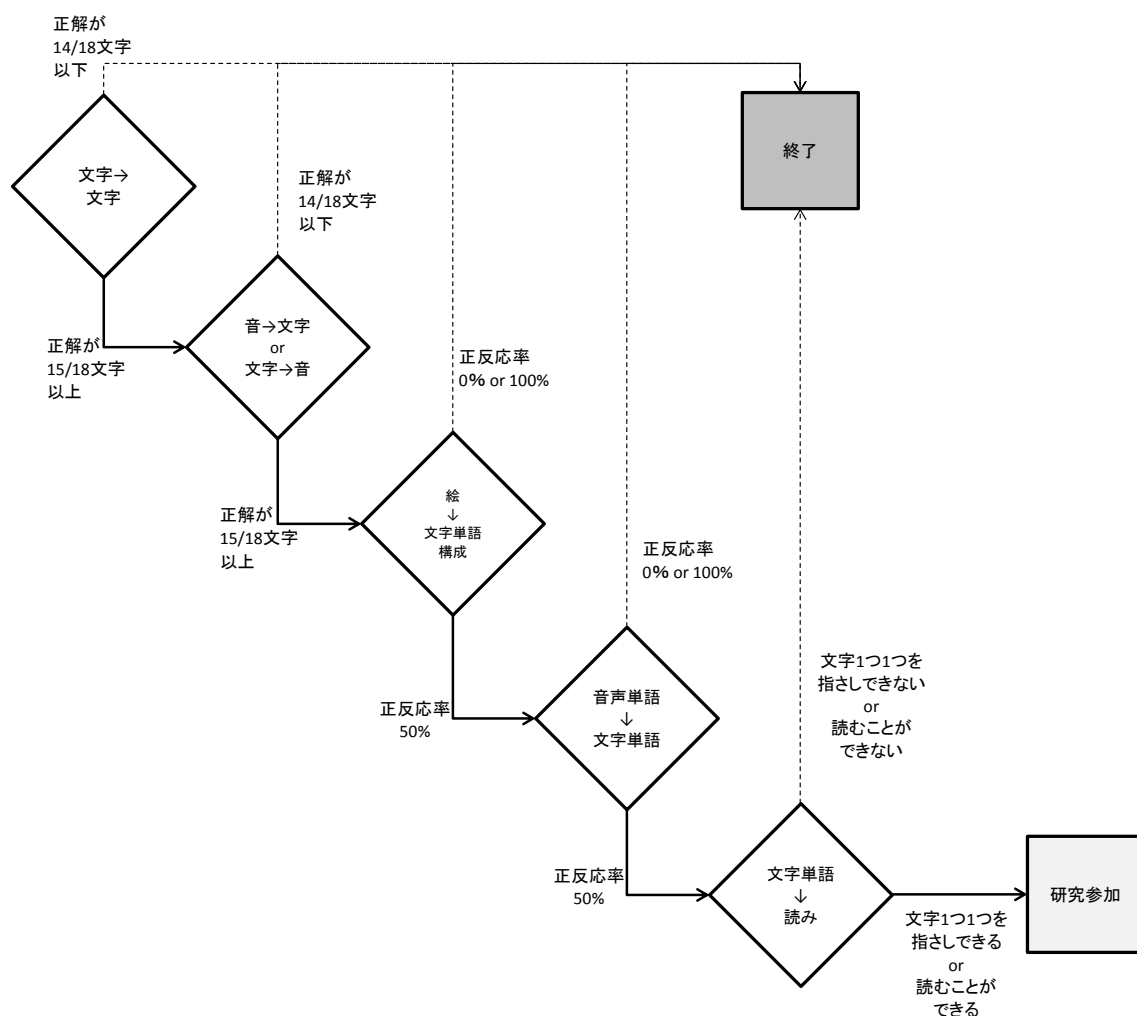 正解が
14/18文字
以下
文字→
文字
正解が
15/18文字
以上
正解が
14/18文字
以下
音→文字
or
文字→音
正解が
15/18文字
以上
正反応率
0% or 100%
絵
↓
文字単語
構成
正反応率
50%
正反応率
0% or 100%
音声単語
↓
文字単語
正反応率
50%
終了
文字1つ1つを
指さしできない
or
読むことが
できない
文字単語
↓
読み
文字1つ1つを
指さしできる
or
読むことが
できる
研究参加